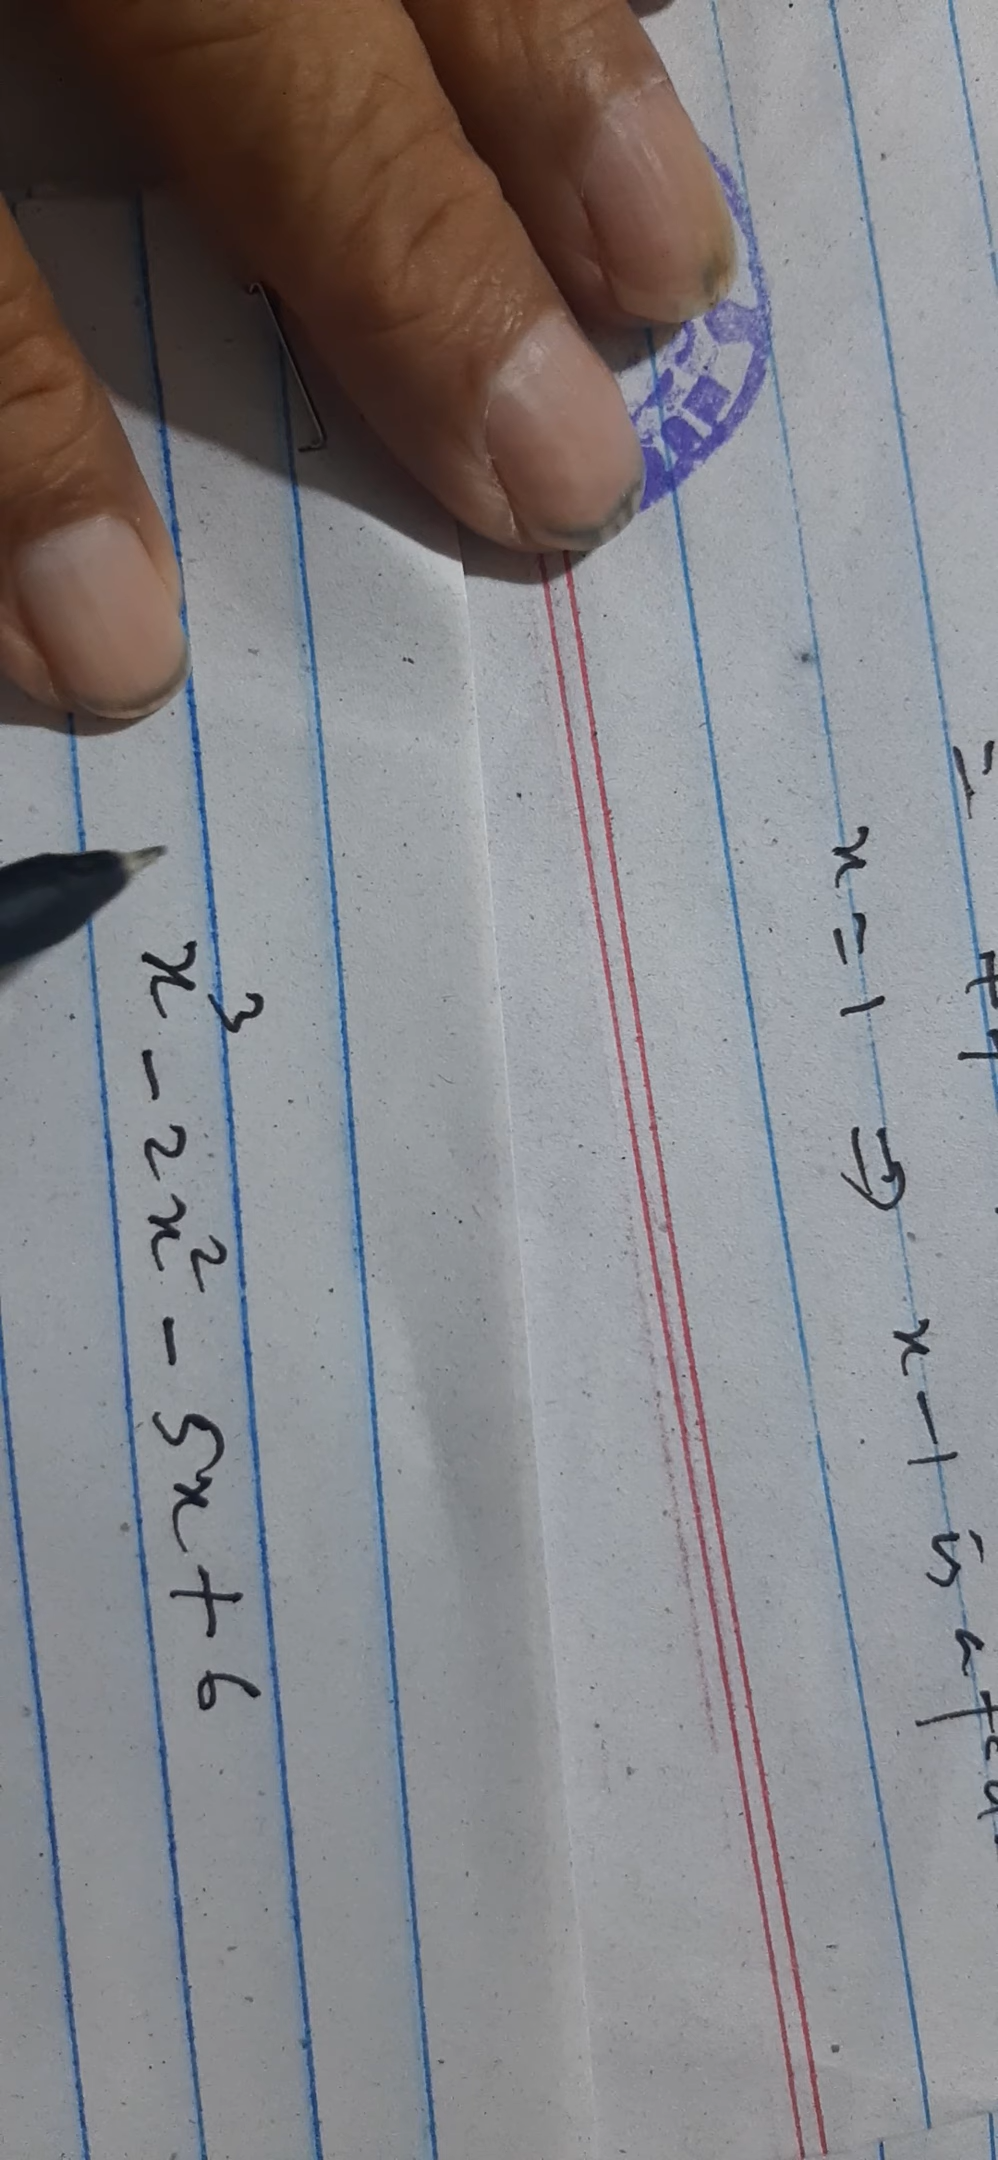 x = 1 ⇒ x - 1 is a
x³ - 2x² - 5x + 6